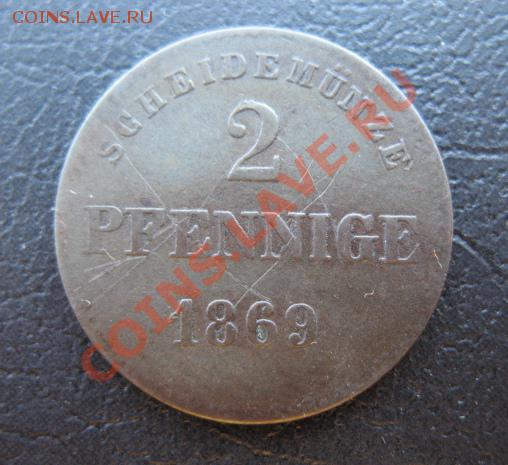 COINS.LAVE.RU
SCHEIDEMÜNZE
2
PFENNIGE
1869
COINS.LAVE.RU